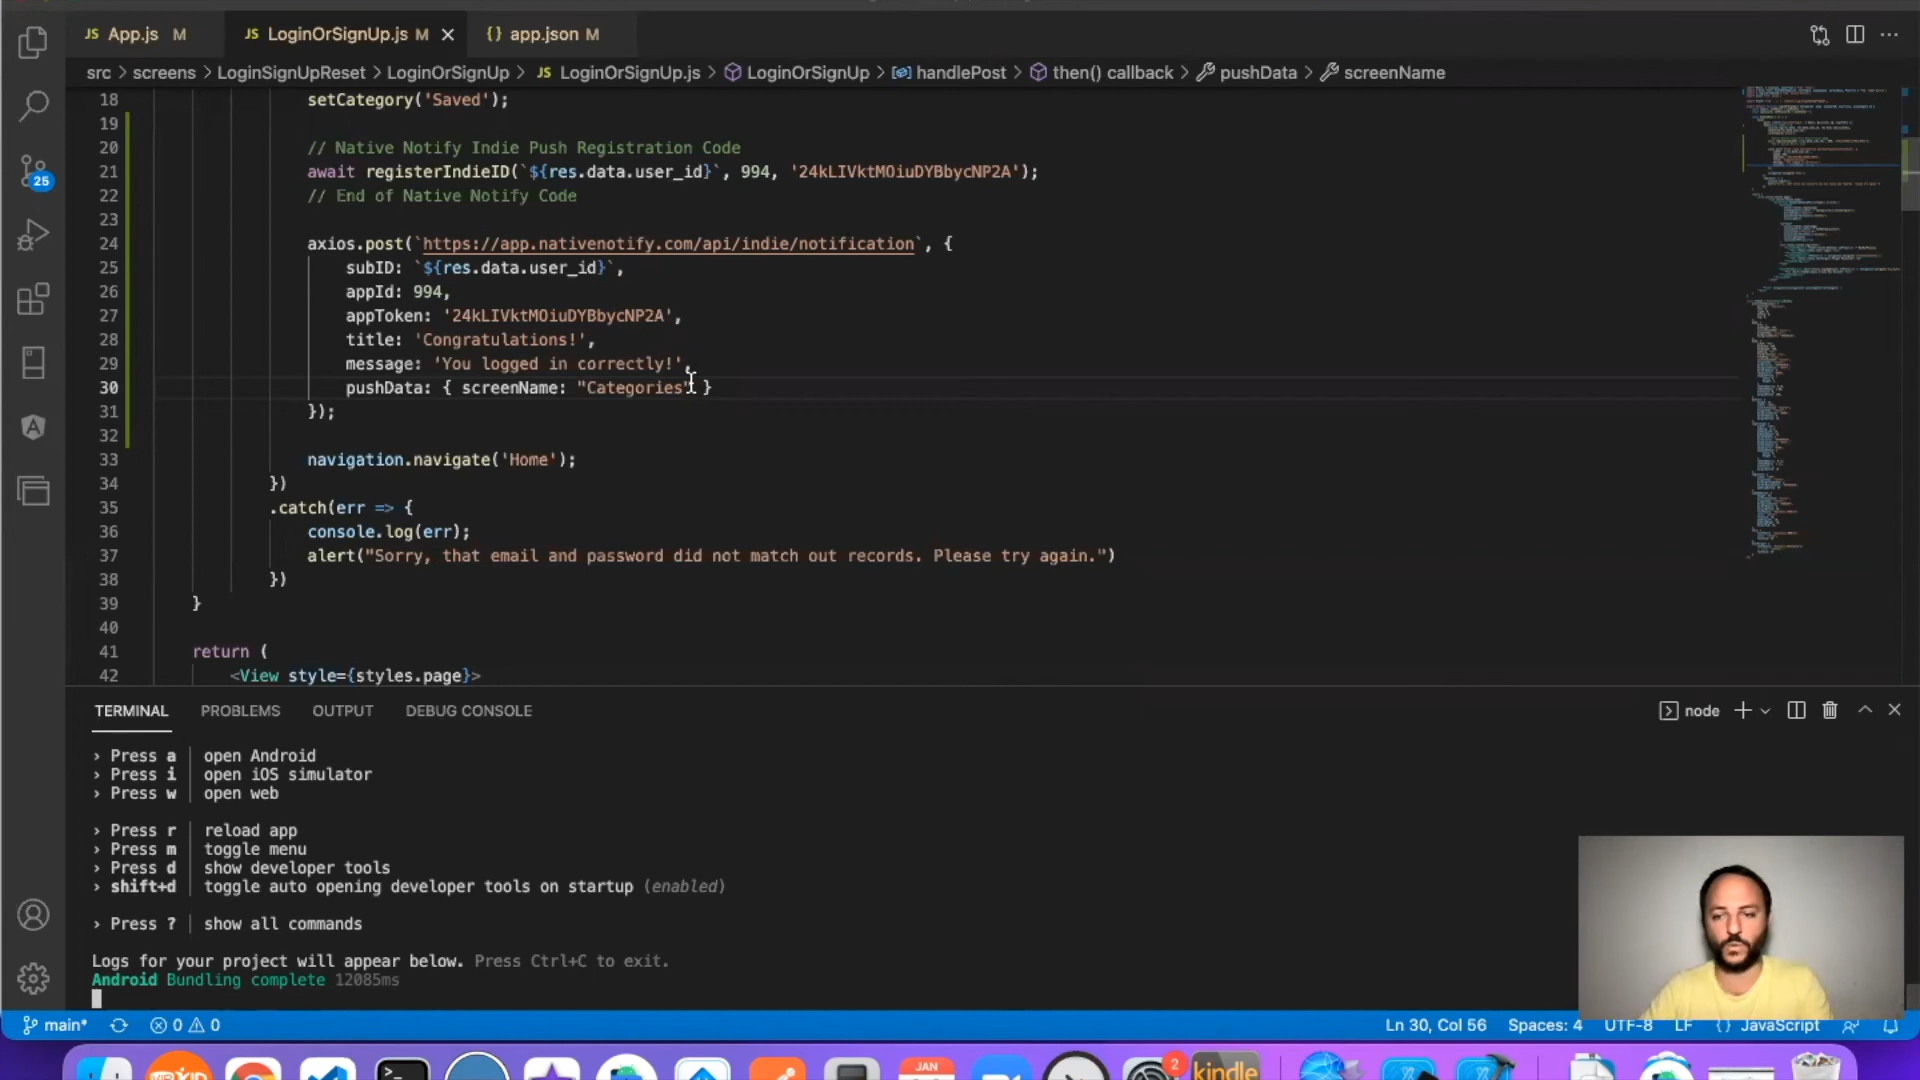 JS App.js M
JS LoginOrSignUp.js M
{} app.json M
src > screens > LoginSignUpReset > LoginOrSignUp > JS LoginOrSignUp.js > LoginOrSignUp > handlePost > then() callback > pushData > screenName
18 setCategory('Saved');
19
20 // Native Notify Indie Push Registration Code
21 await registerIndieID(`${res.data.user_id}`, 994, '24kLIVktMOiuDYBbycNP2A');
22 // End of Native Notify Code
23
24 axios.post(`https://app.nativenotify.com/api/indie/notification`, {
25 subID: `${res.data.user_id}`,
26 appId: 994,
27 appToken: '24kLIVktMOiuDYBbycNP2A',
28 title: 'Congratulations!',
29 message: 'You logged in correctly!',
30 pushData: { screenName: "Categories" }
31 });
32
33 navigation.navigate('Home');
34 })
35 .catch(err => {
36 console.log(err);
37 alert("Sorry, that email and password did not match out records. Please try again.")
38 })
39 }
40
41 return (
42 <View style={styles.page}>
25
TERMINAL PROBLEMS OUTPUT DEBUG CONSOLE
node
› Press a | open Android
› Press i | open iOS simulator
› Press w | open web
› Press r | reload app
› Press m | toggle menu
› Press d | show developer tools
› shift+d | toggle auto opening developer tools on startup (enabled)
› Press ? | show all commands
Logs for your project will appear below. Press Ctrl+C to exit.
Android Bundling complete 12085ms
main* 0 0 Ln 30, Col 56 Spaces: 4 UTF-8 LF {} JavaScript
JAN
2
kindle